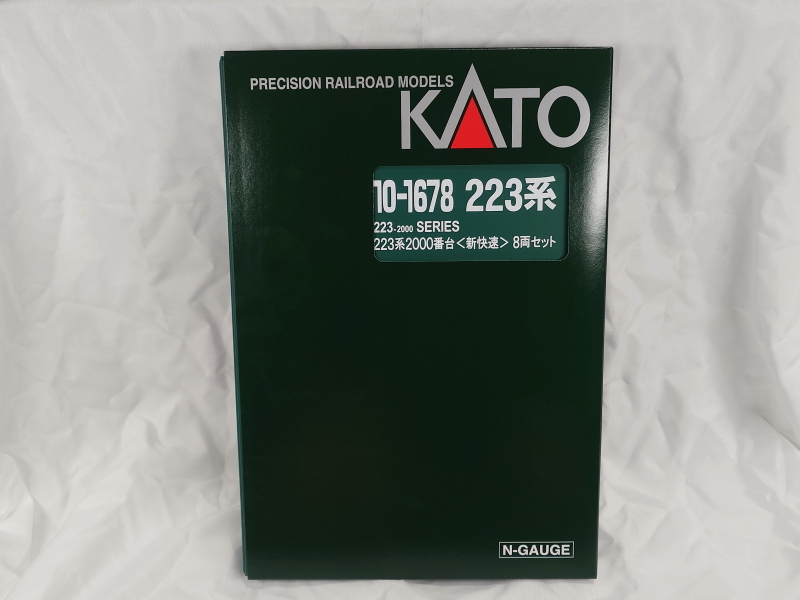 PRECISION RAILROAD MODELS
KATO
10-1678 223系
223-2000 SERIES
223系2000番台<新快速> 8両セット
N-GAUGE